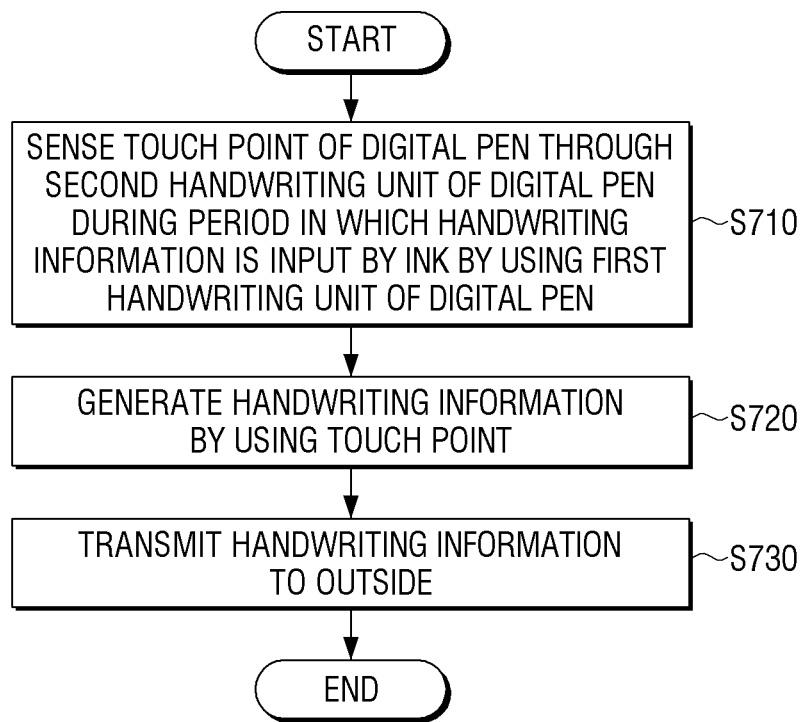 START
SENSE TOUCH POINT OF DIGITAL PEN THROUGH
SECOND HANDWRITING UNIT OF DIGITAL PEN
DURING PERIOD IN WHICH HANDWRITING
INFORMATION IS INPUT BY INK BY USING FIRST
HANDWRITING UNIT OF DIGITAL PEN
S710
GENERATE HANDWRITING INFORMATION
BY USING TOUCH POINT
S720
TRANSMIT HANDWRITING INFORMATION
TO OUTSIDE
S730
END